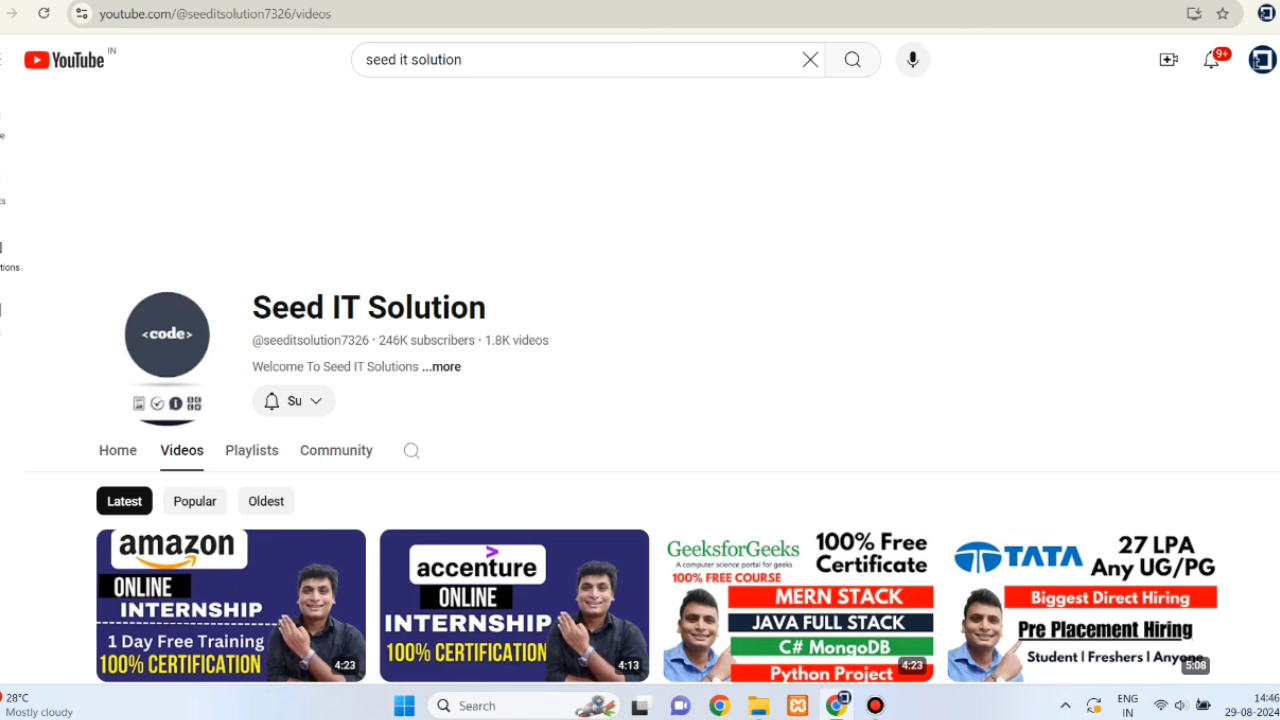 youtube.com/@seeditsolution7326/videos
YouTube IN
seed it solution
9+
e
ts
tions
<code>
Seed IT Solution
@seeditsolution7326 · 246K subscribers · 1.8K videos
Welcome To Seed IT Solutions ...more
Su
Home Videos Playlists Community
Latest Popular Oldest
amazon
ONLINE
INTERNSHIP
1 Day Free Training
100% CERTIFICATION
4:23
accenture
ONLINE
INTERNSHIP
100% CERTIFICATION
4:13
GeeksforGeeks
A computer science portal for geeks
100% FREE COURSE
100% Free
Certificate
MERN STACK
JAVA FULL STACK
C# MongoDB
Python Project
4:23
TATA
27 LPA
Any UG/PG
Biggest Direct Hiring
Pre Placement Hiring
Student | Freshers | Anyone
5:08
28°C
Mostly cloudy
Search
ENG
IN
14:46
29-08-2024